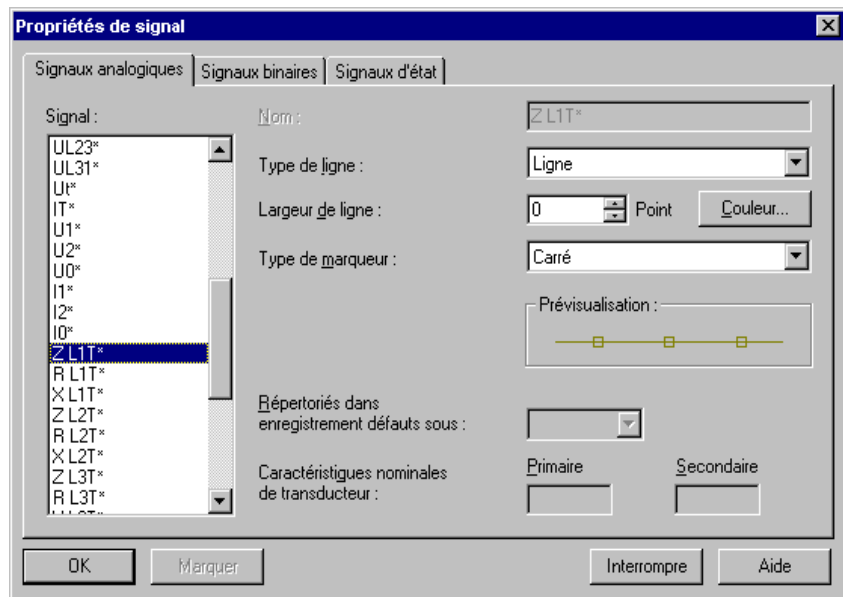 Propriétés de signal
Signaux analogiques
Signaux binaires
Signaux d'état
Signal :
UL23*
UL31*
Ut*
IT*
U1*
U2*
U0*
I1*
I2*
I0*
Z L1T*
R L1T*
X L1T*
Z L2T*
R L2T*
X L2T*
Z L3T*
R L3T*
Nom :
Z L1T*
Type de ligne :
Ligne
Largeur de ligne :
0
Point
Couleur...
Type de marqueur :
Carré
Prévisualisation :
Répertoriés dans
enregistrement défauts sous :
Caractéristigues nominales
de transducteur :
Primaire
Secondaire
OK
Marquer
Interrompre
Aide